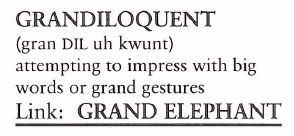 GRANDILOQUENT
(gran DIL uh kwunt)
attempting to impress with big
words or grand gestures
Link: GRAND ELEPHANT